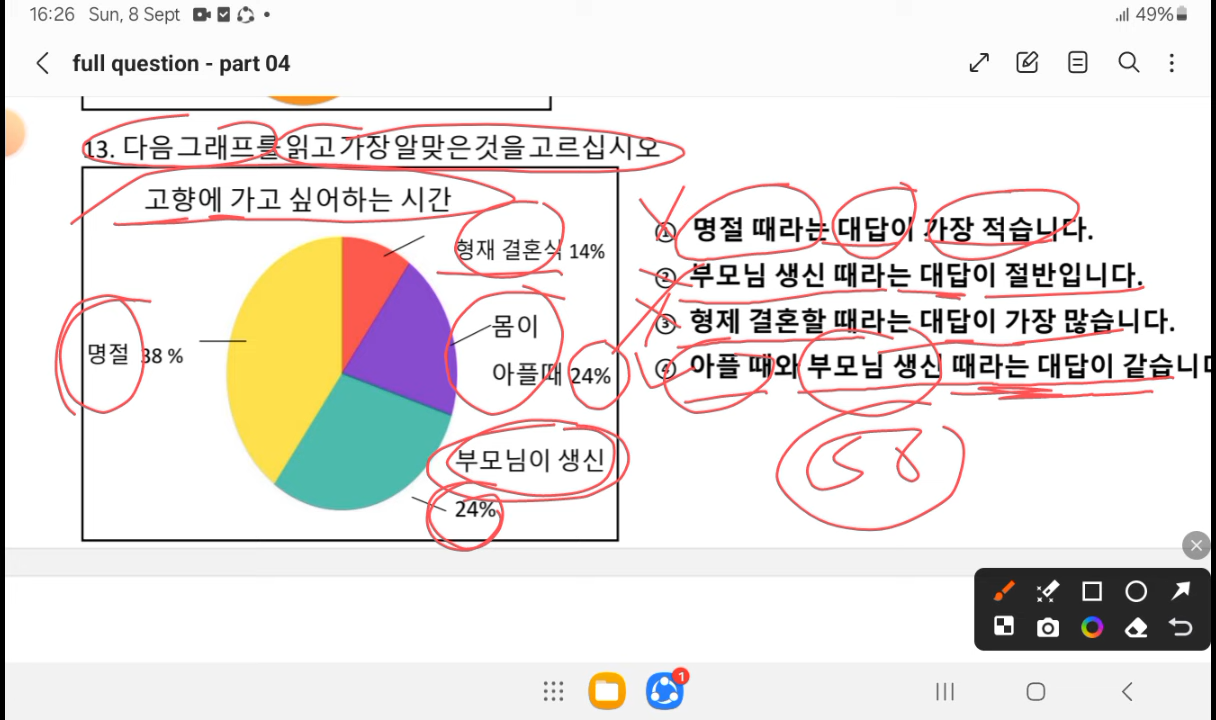 16:26 Sun, 8 Sept 49%
full question - part 04
13. 다음 그래프를 읽고 가장 알맞은 것을 고르십시오
고향에 가고 싶어하는 시간
형재 결혼식 14%
몸이
아플때 24%
명절 38 %
부모님이 생신
24%
① 명절 때라는 대답이 가장 적습니다.
② 부모님 생신 때라는 대답이 절반입니다.
③ 형제 결혼할 때라는 대답이 가장 많습니다.
④ 아플 때와 부모님 생신 때라는 대답이 같습니
1